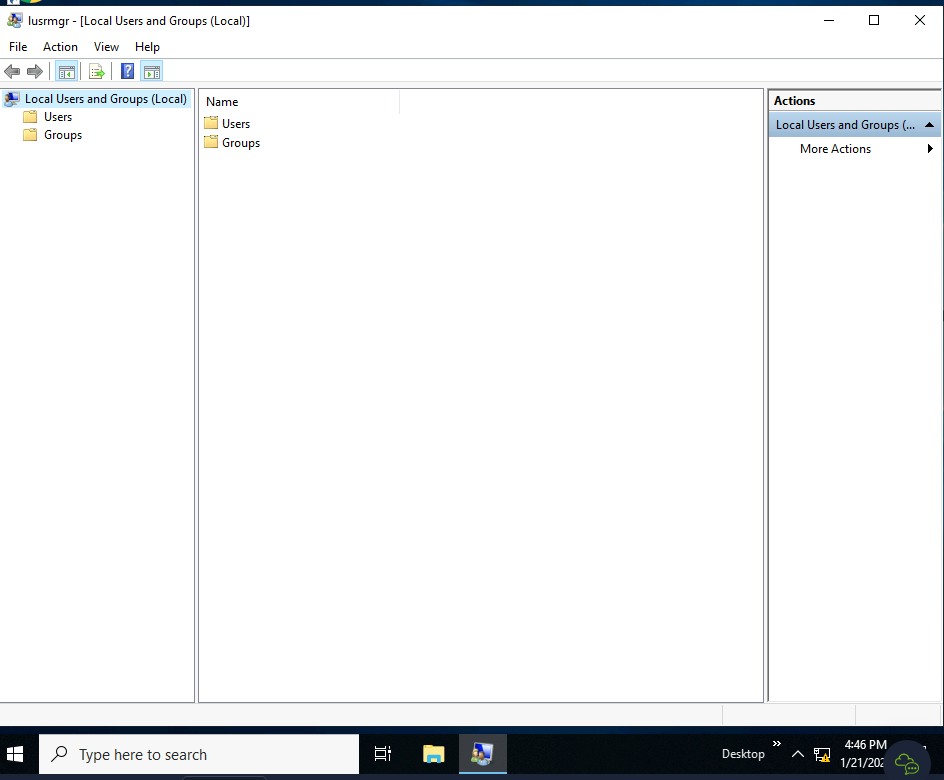 lusrmgr - [Local Users and Groups (Local)]
File Action View Help
Local Users and Groups (Local)
Users
Groups
Name
Users
Groups
Actions
Local Users and Groups (...
More Actions
Type here to search
Desktop
4:46 PM
1/21/202